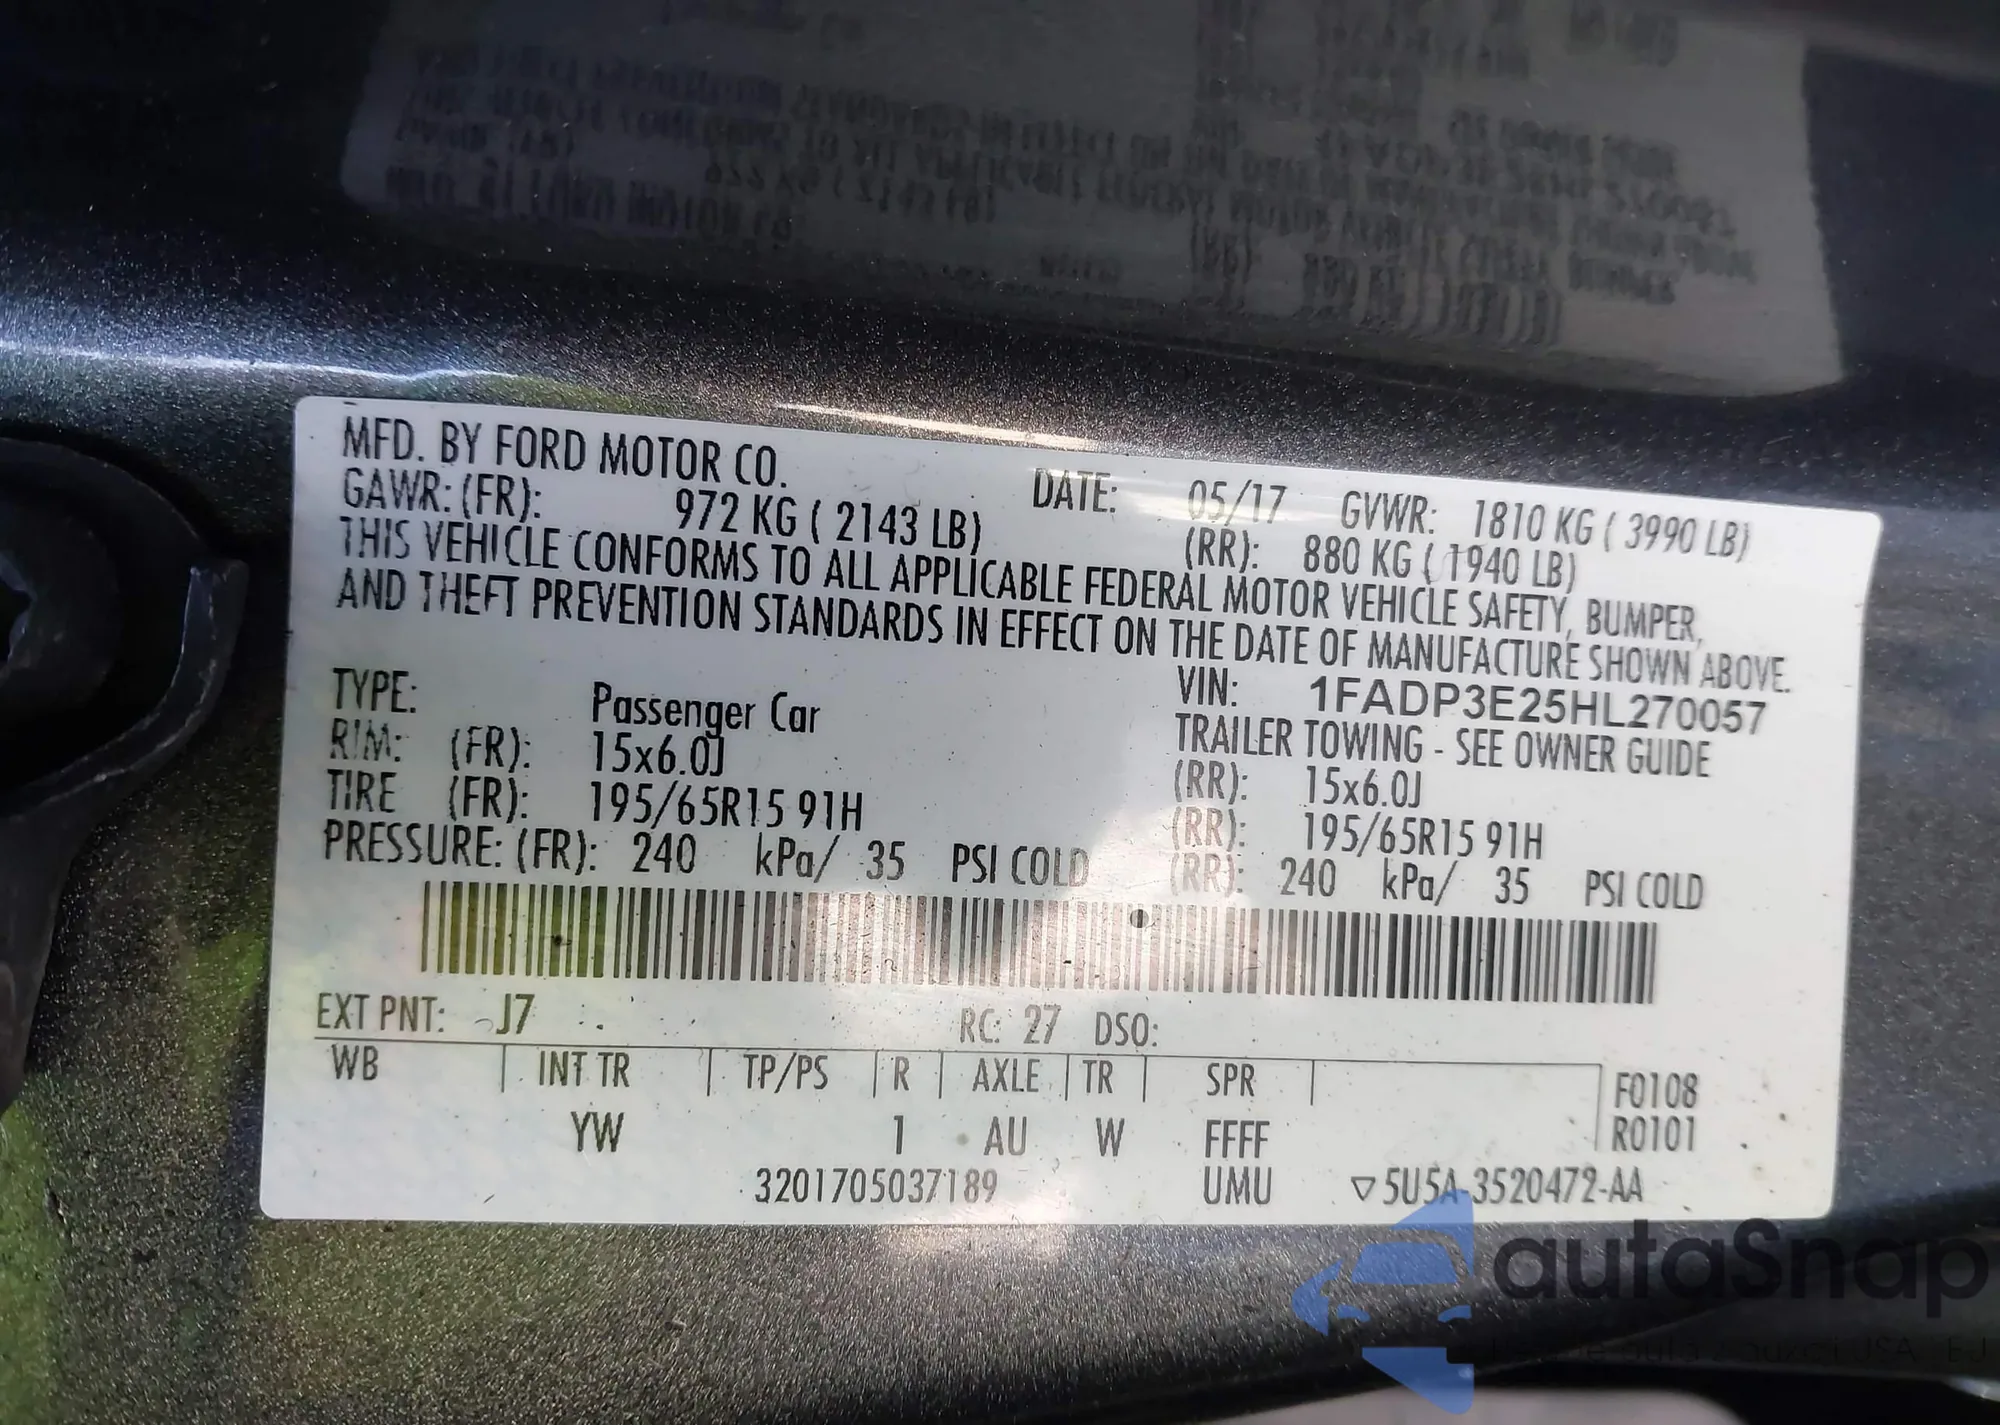 MFD. BY FORD MOTOR CO. DATE: 05/17 GVWR: 1810 KG ( 3990 LB)
GAWR: (FR): 972 KG ( 2143 LB) (RR): 880 KG ( 1940 LB)
THIS VEHICLE CONFORMS TO ALL APPLICABLE FEDERAL MOTOR VEHICLE SAFETY, BUMPER,
AND THEFT PREVENTION STANDARDS IN EFFECT ON THE DATE OF MANUFACTURE SHOWN ABOVE.
VIN: 1FADP3E25HL270057
TYPE: Passenger Car TRAILER TOWING - SEE OWNER GUIDE
RIM: (FR): 15x6.0J (RR): 15x6.0J
TIRE (FR): 195/65R15 91H (RR): 195/65R15 91H
PRESSURE: (FR): 240 kPa/ 35 PSI COLD (RR): 240 kPa/ 35 PSI COLD
EXT PNT: J7 RC: 27 DSO:
WB INT TR TP/PS R AXLE TR SPR F0108
YW 1 AU W FFFF R0101
3201705037189 UMU ▽5U5A-3520472-AA
autaSnap